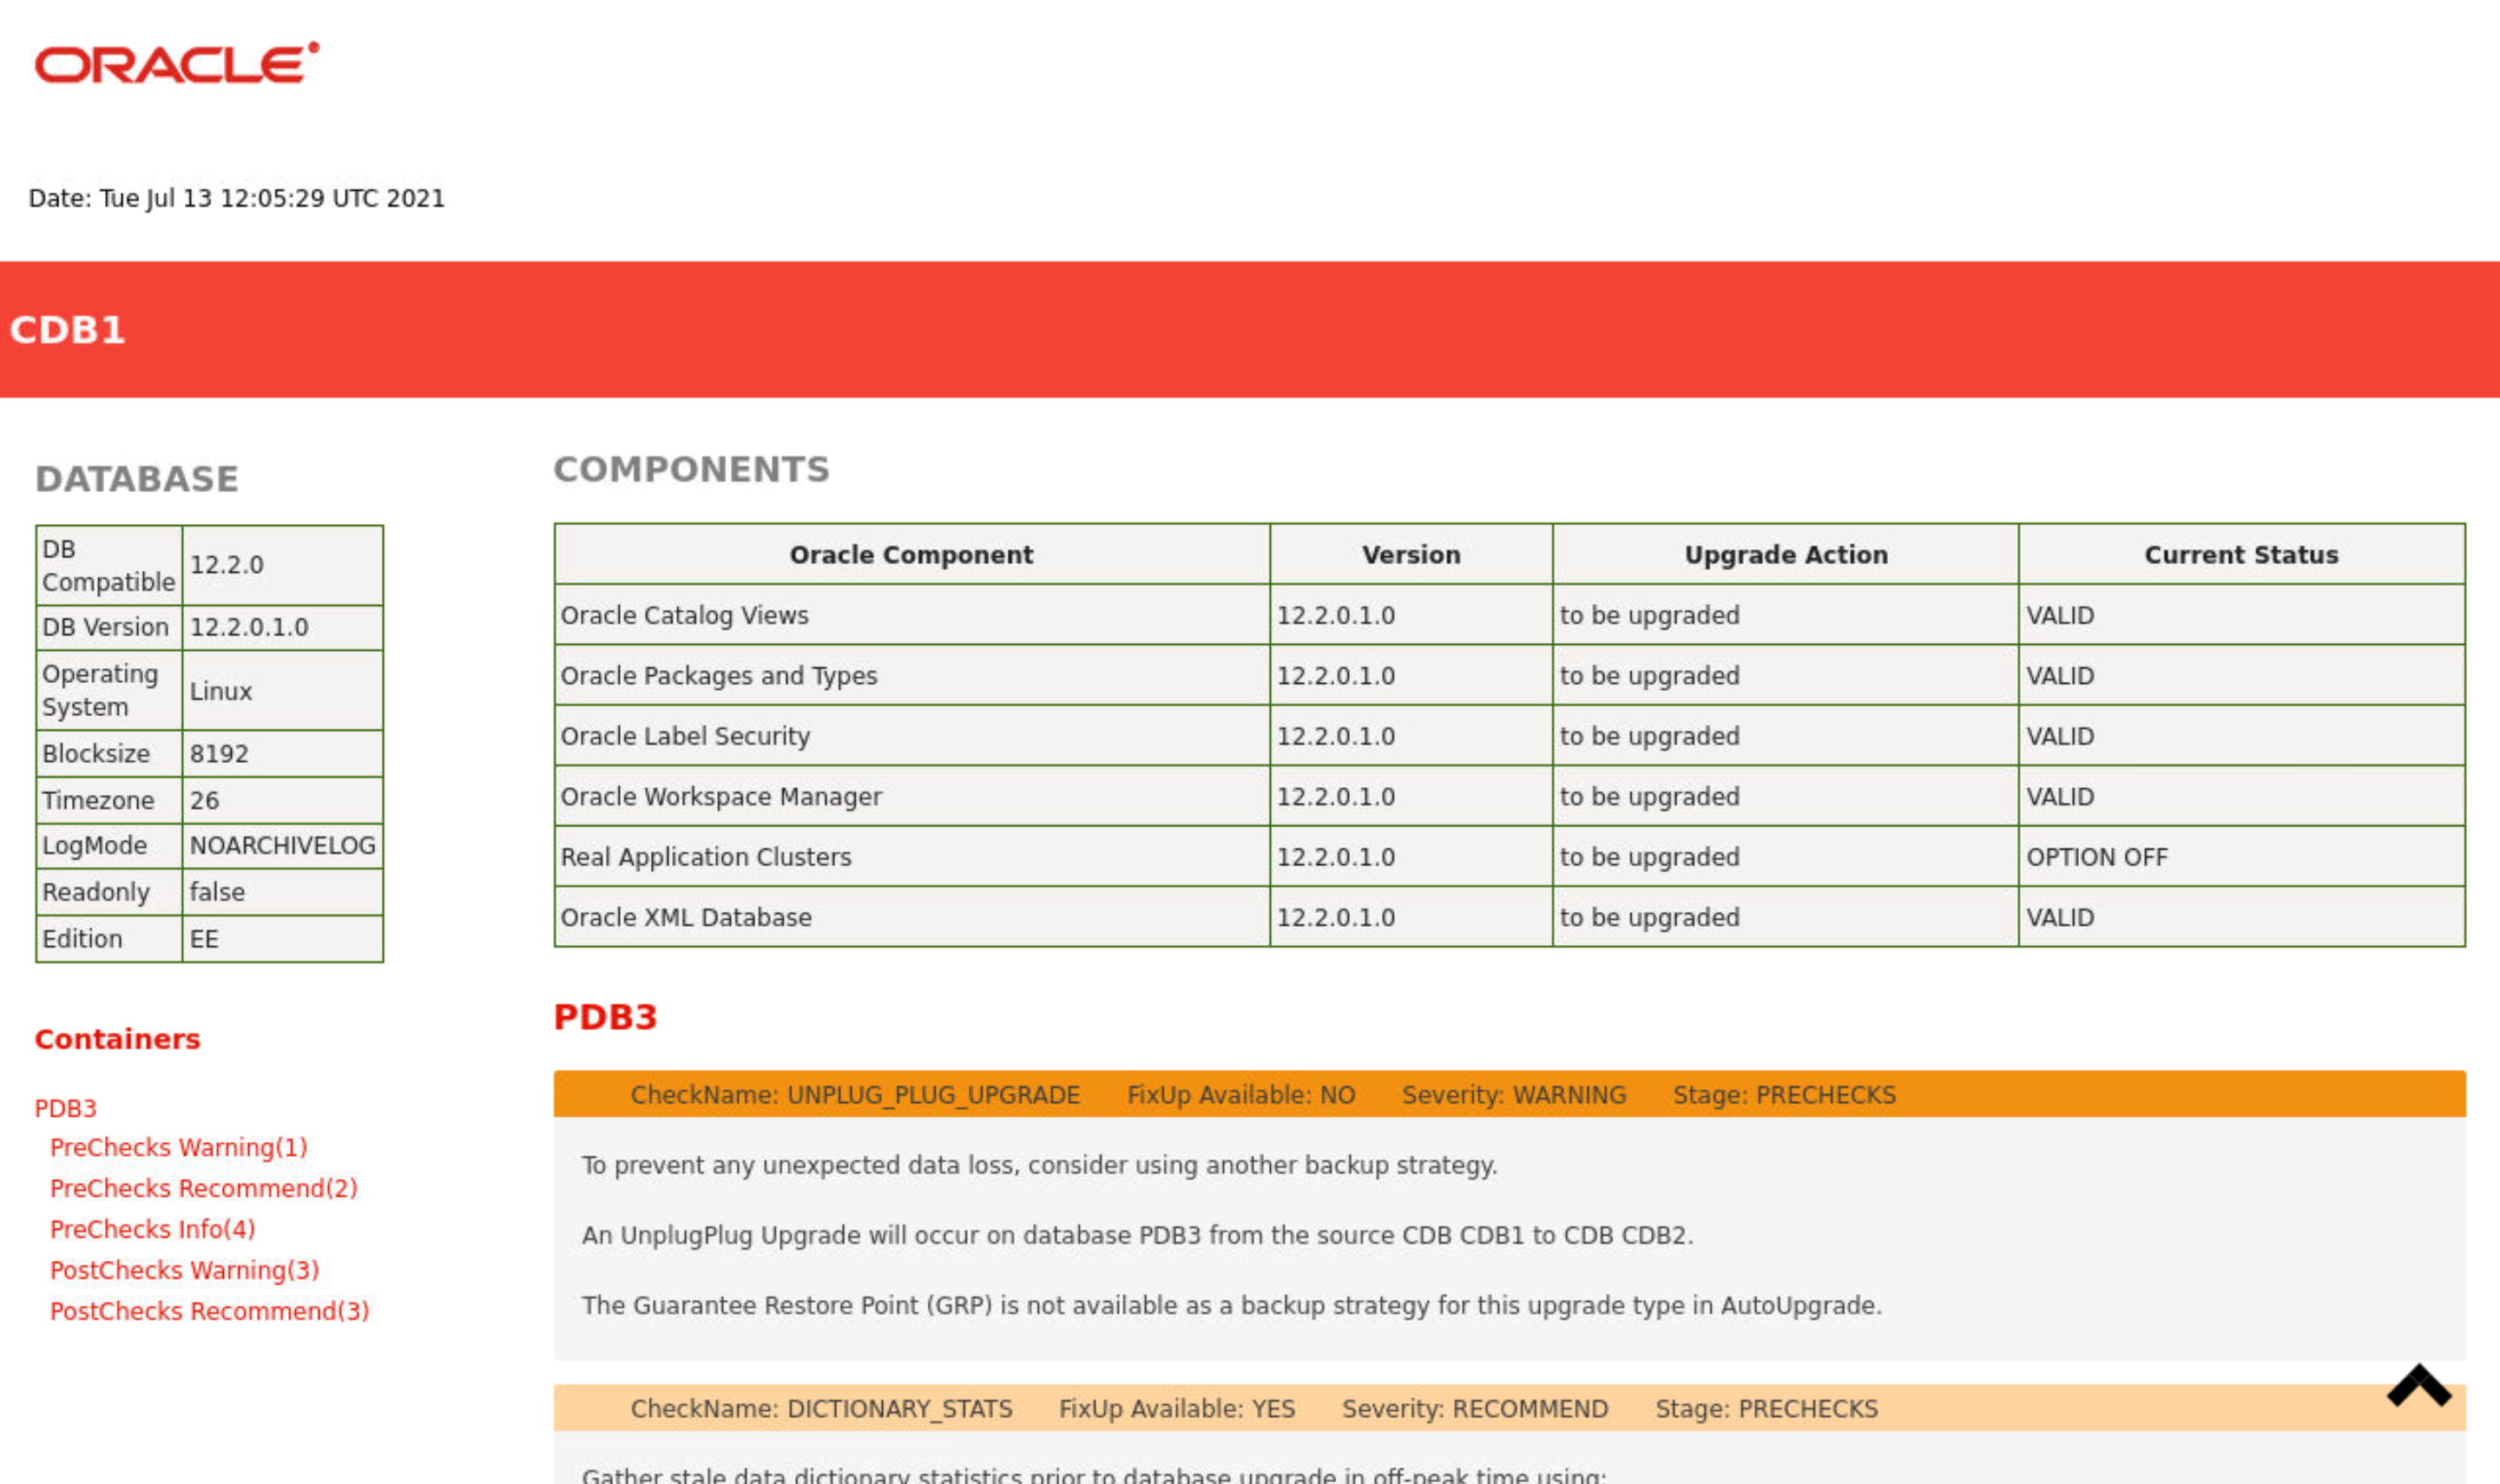 ORACLE
Date: Tue Jul 13 12:05:29 UTC 2021
CDB1
DATABASE
DB Compatible 12.2.0
DB Version 12.2.0.1.0
Operating System Linux
Blocksize 8192
Timezone 26
LogMode NOARCHIVELOG
Readonly false
Edition EE
Containers
PDB3
PreChecks Warning(1)
PreChecks Recommend(2)
PreChecks Info(4)
PostChecks Warning(3)
PostChecks Recommend(3)
COMPONENTS
Oracle Component Version Upgrade Action Current Status
Oracle Catalog Views 12.2.0.1.0 to be upgraded VALID
Oracle Packages and Types 12.2.0.1.0 to be upgraded VALID
Oracle Label Security 12.2.0.1.0 to be upgraded VALID
Oracle Workspace Manager 12.2.0.1.0 to be upgraded VALID
Real Application Clusters 12.2.0.1.0 to be upgraded OPTION OFF
Oracle XML Database 12.2.0.1.0 to be upgraded VALID
PDB3
CheckName: UNPLUG_PLUG_UPGRADE FixUp Available: NO Severity: WARNING Stage: PRECHECKS
To prevent any unexpected data loss, consider using another backup strategy.
An UnplugPlug Upgrade will occur on database PDB3 from the source CDB CDB1 to CDB CDB2.
The Guarantee Restore Point (GRP) is not available as a backup strategy for this upgrade type in AutoUpgrade.
CheckName: DICTIONARY_STATS FixUp Available: YES Severity: RECOMMEND Stage: PRECHECKS
Gather stale data dictionary statistics prior to database upgrade in off-peak time using: